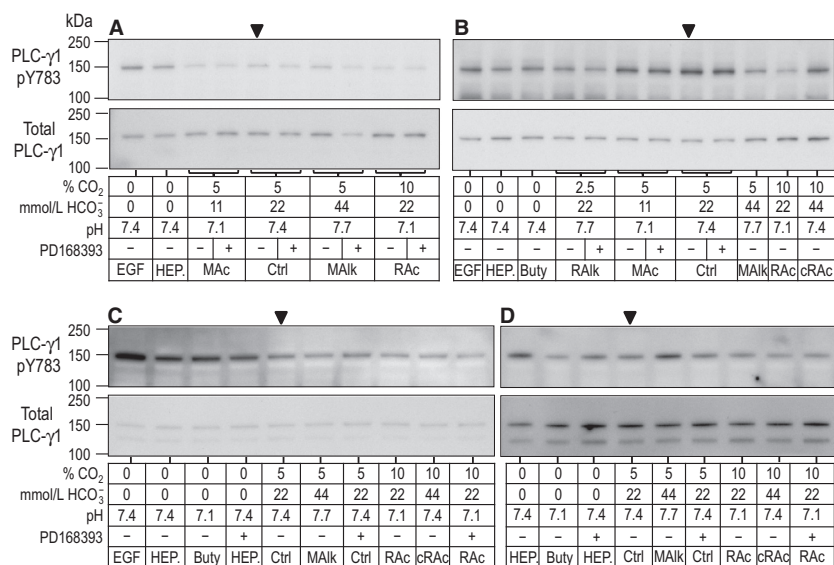 kDa
A
B
PLC-γ1
pY783
250
150
100
250
150
100
Total
PLC-γ1
250
150
100
250
150
100
% CO2 0 0 5 5 5 10
mmol/L HCO3− 0 0 11 22 44 22
pH 7.4 7.4 7.1 7.4 7.7 7.1
PD168393 − − − + − + − + − +
EGF HEP. MAc Ctrl MAlk RAc
0 0 0 2.5 5 5 5 10 10
0 0 0 22 11 22 44 22 44
7.4 7.4 7.4 7.7 7.1 7.4 7.7 7.1 7.4
− − − − + − + − + − − −
EGF HEP. Buty RAlk MAc Ctrl MAlk RAc cRAc
C
D
PLC-γ1
pY783
250
150
100
Total
PLC-γ1
250
150
100
% CO2 0 0 0 0 5 5 5 10 10 10
mmol/L HCO3− 0 0 0 0 22 44 22 22 44 22
pH 7.4 7.4 7.1 7.4 7.4 7.7 7.4 7.1 7.4 7.1
PD168393 − − − + − − + − − +
EGF HEP. Buty HEP. Ctrl MAlk Ctrl RAc cRAc RAc
0 0 0 5 5 5 10 10 10
0 0 0 22 44 22 22 44 22
7.4 7.1 7.4 7.4 7.7 7.4 7.1 7.4 7.1
− − + − − + − − +
HEP. Buty HEP. Ctrl MAlk Ctrl RAc cRAc RAc